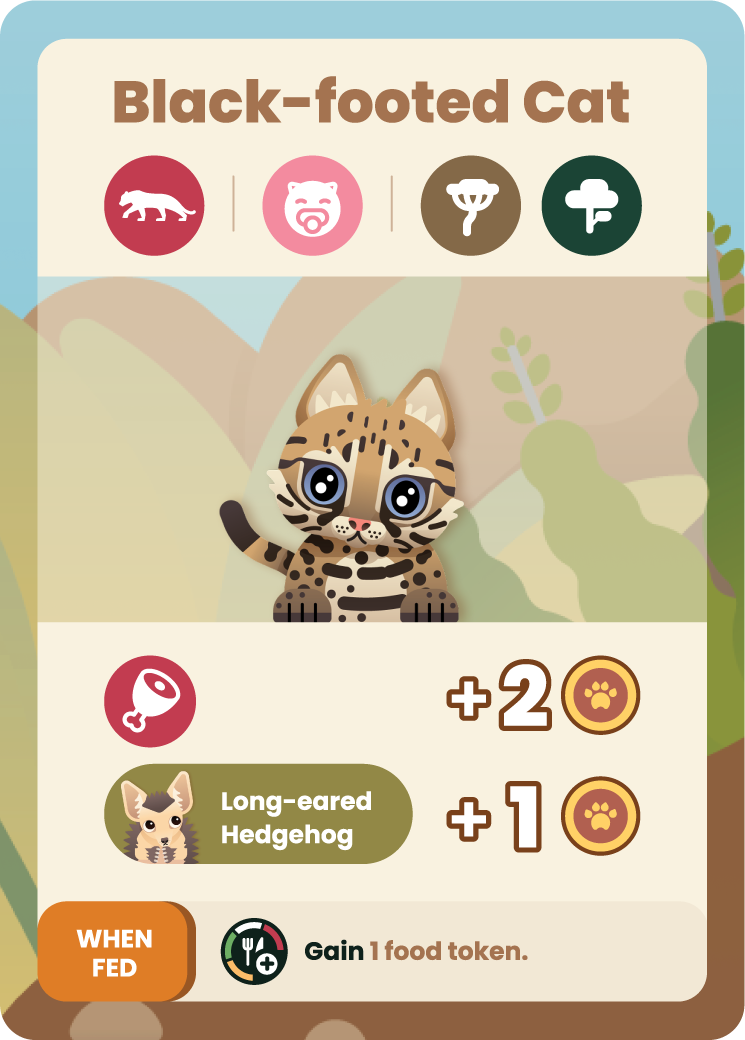 Black-footed Cat
+2
Long-eared
Hedgehog
+1
WHEN
FED
Gain 1 food token.